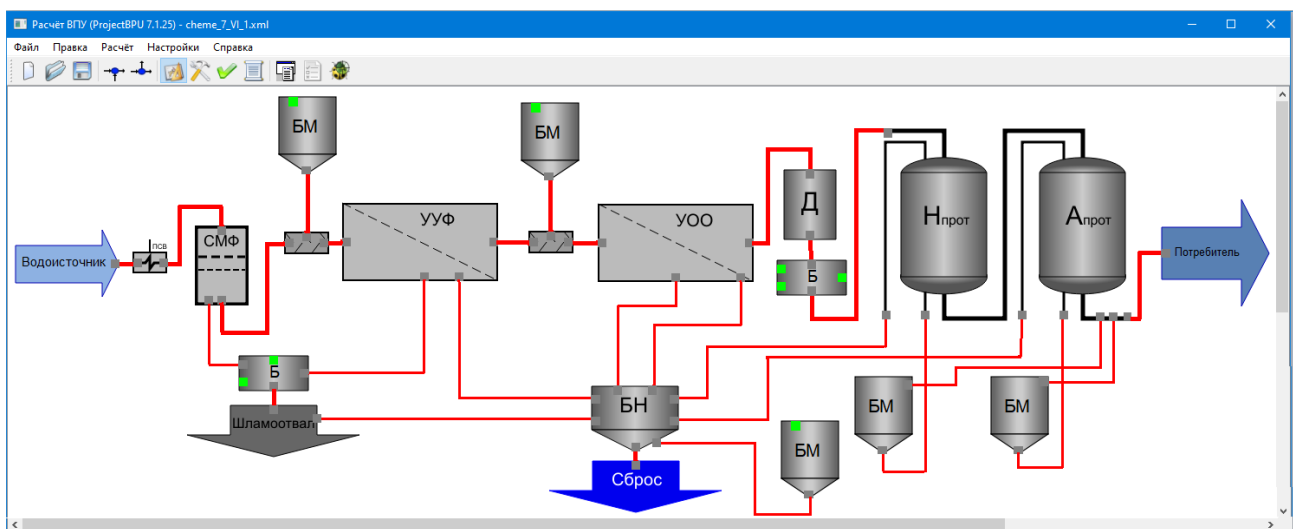 Расчёт ВПУ (ProjectBPU 7.1.25) - cheme_7_VI_1.xml
Файл Правка Расчёт Настройки Справка
БМ
БМ
УУФ
УОО
Д
Нпрот
Апрот
СМФ
псв
Водоисточник
Потребитель
Б
Б
Шламоотвал
БН
БМ
БМ
БМ
Сброс